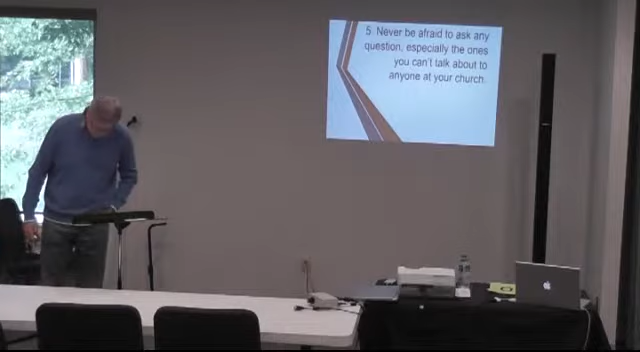 5. Never be afraid to ask any
question, especially the ones
you can't talk about to
anyone at your church.